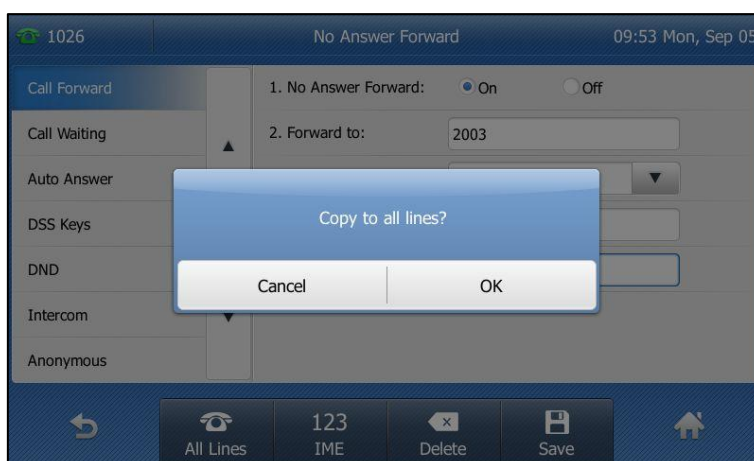 1026 No Answer Forward 09:53 Mon, Sep 05
Call Forward
1. No Answer Forward: On Off
Call Waiting
2. Forward to: 2003
Auto Answer
DSS Keys
Copy to all lines?
DND
Cancel OK
Intercom
Anonymous
All Lines
123
IME
Delete
Save